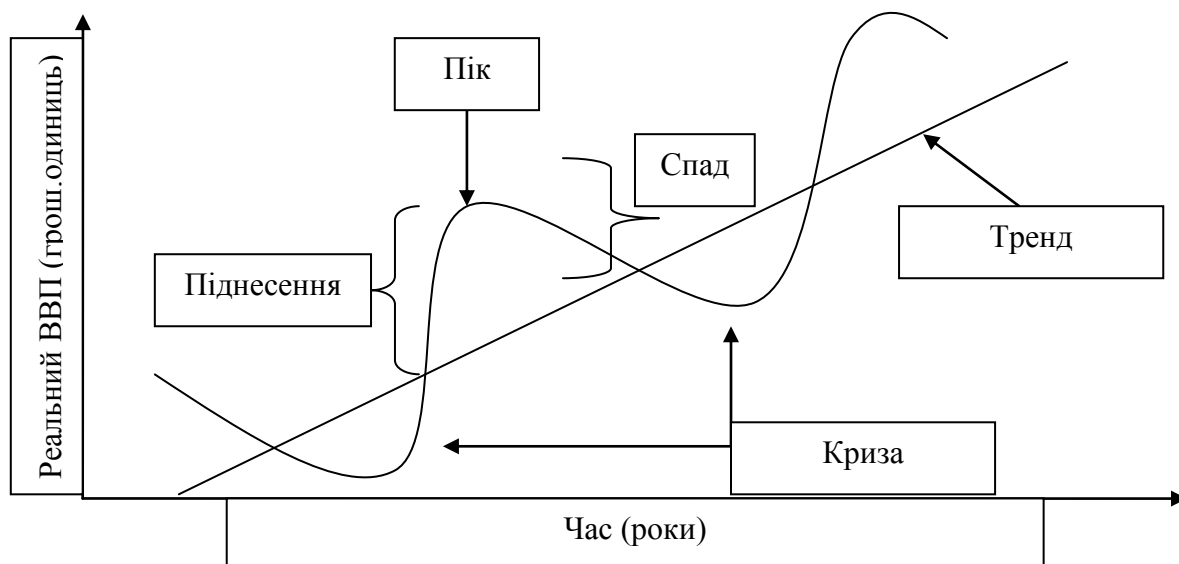 Реальний ВВП (грош.одиниць)
Пік
Спад
Піднесення
Тренд
Криза
Час (роки)